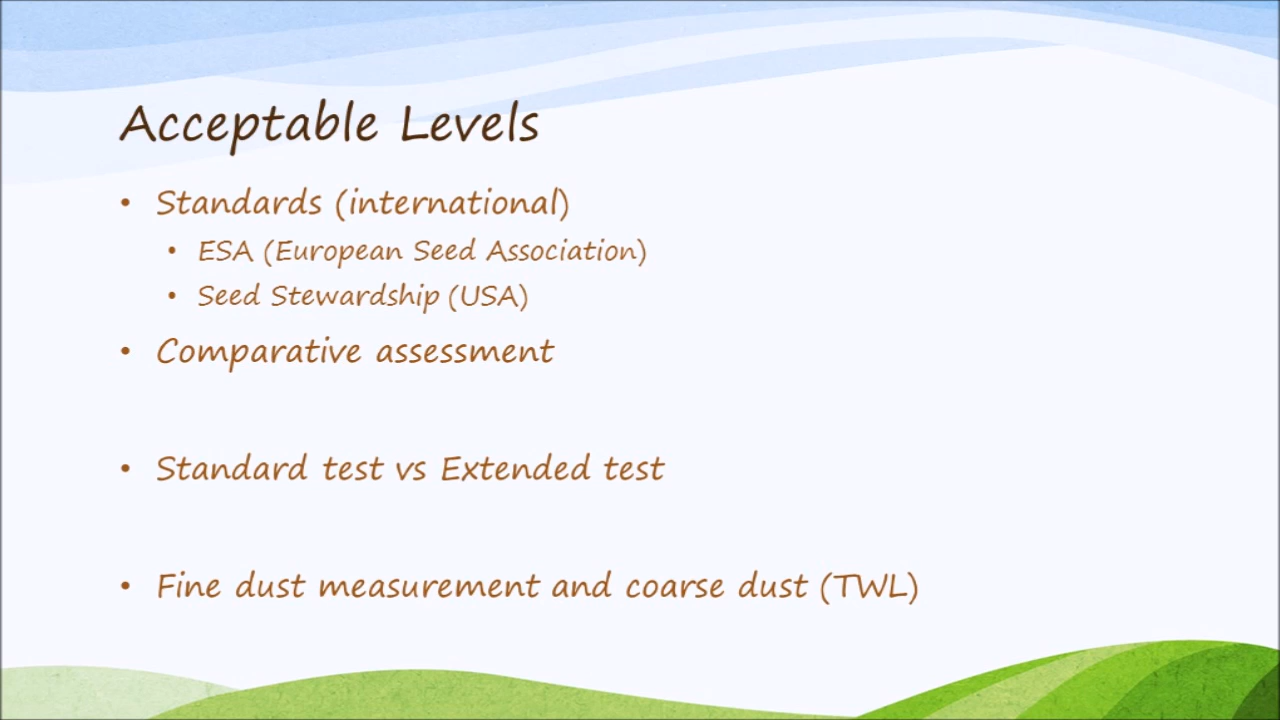 Acceptable Levels
• Standards (international)
• ESA (European Seed Association)
• Seed Stewardship (USA)
• Comparative assessment
• Standard test vs Extended test
• Fine dust measurement and coarse dust (TWL)